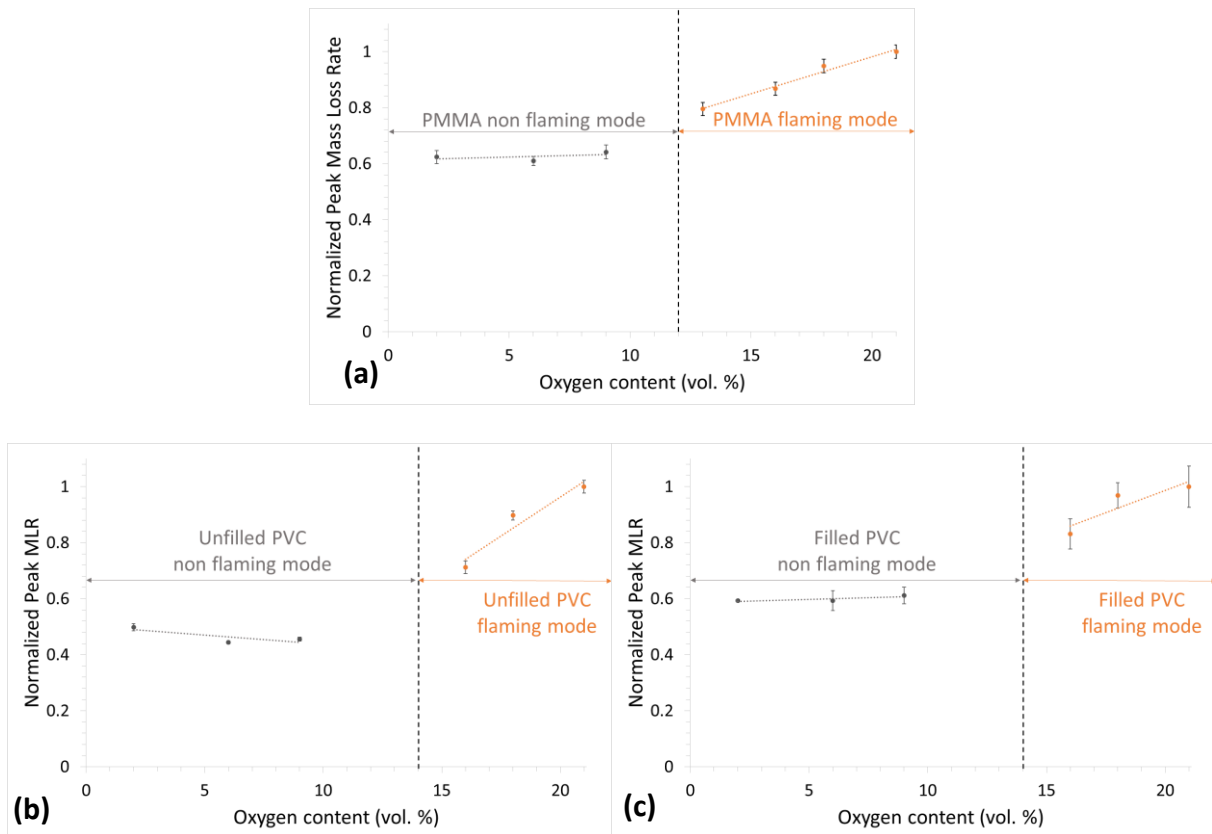 Normalized Peak Mass Loss Rate
1
0.8
0.6
0.4
0.2
0
PMMA non flaming mode
PMMA flaming mode
0
5
10
15
20
Oxygen content (vol. %)
(a)
Normalized Peak MLR
1
0.8
0.6
0.4
0.2
0
Unfilled PVC
non flaming mode
Unfilled PVC
flaming mode
0
5
10
15
20
Oxygen content (vol. %)
(b)
Normalized Peak MLR
1
0.8
0.6
0.4
0.2
0
Filled PVC
non flaming mode
Filled PVC
flaming mode
0
5
10
15
20
Oxygen content (vol. %)
(c)